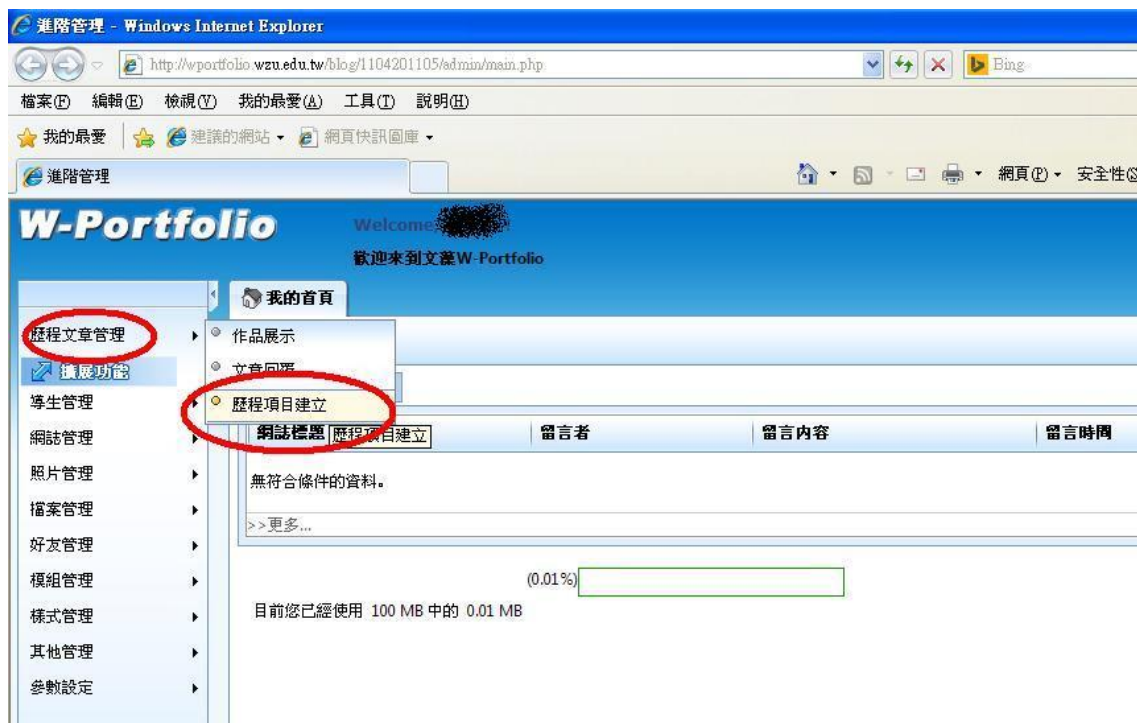 進階管理 - Windows Internet Explorer
http://wportfolio.wzu.edu.tw/blog/1104201105/admin/main.php
Bing
檔案(F) 編輯(E) 檢視(V) 我的最愛(A) 工具(T) 說明(H)
我的最愛 建議的網站 網頁快訊圖庫
進階管理
網頁(P) 安全性(S
W-Portfolio
Welcome
歡迎來到文藻W-Portfolio
我的首頁
歷程文章管理
擴展功能
導生管理
網誌管理
照片管理
檔案管理
好友管理
模組管理
樣式管理
其他管理
參數設定
作品展示
文章回覆
歷程項目建立
網誌標題 歷程項目建立 留言者 留言內容 留言時間
無符合條件的資料。
>>更多...
(0.01%)
目前您已經使用 100 MB 中的 0.01 MB